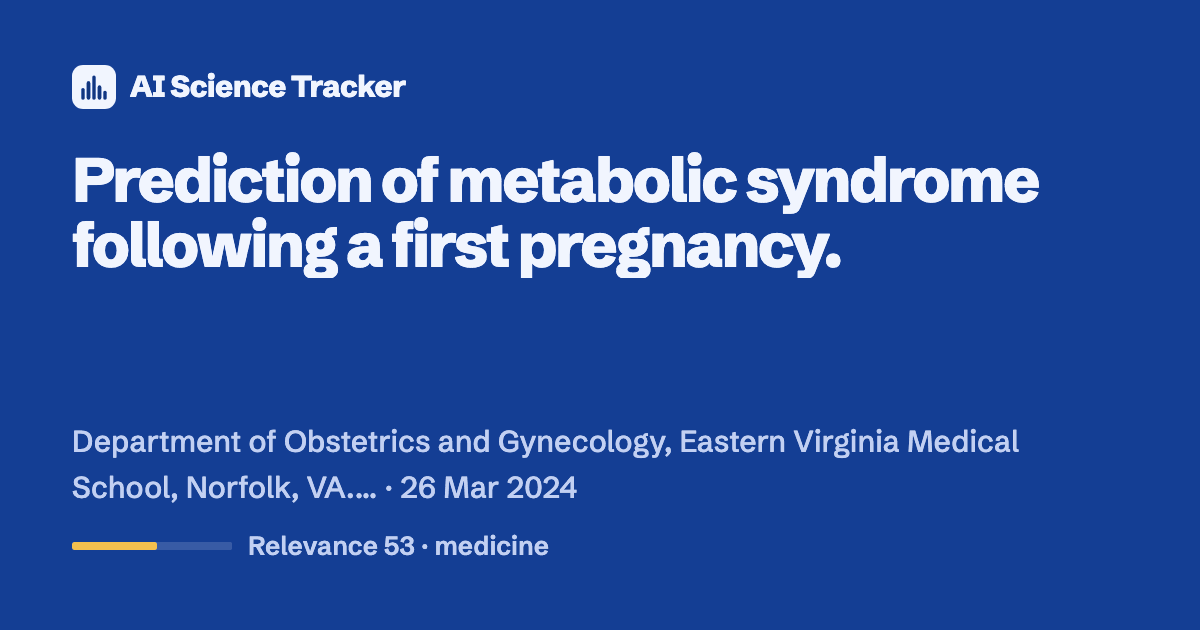 AI Science Tracker
Prediction of metabolic syndrome
following a first pregnancy.
Department of Obstetrics and Gynecology, Eastern Virginia Medical
School, Norfolk, VA.… · 26 Mar 2024
Relevance 53 · medicine